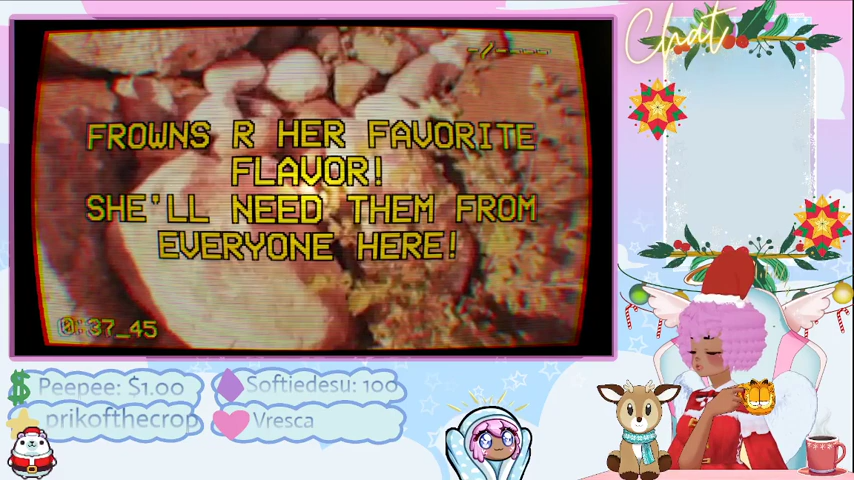 Chat
-/----
FROWNS R HER FAVORITE
FLAVOR!
SHE'LL NEED THEM FROM
EVERYONE HERE!
0:37_45
$ Peepee: $1.00
Softiedesu: 100
prikofthecrop
Vresca